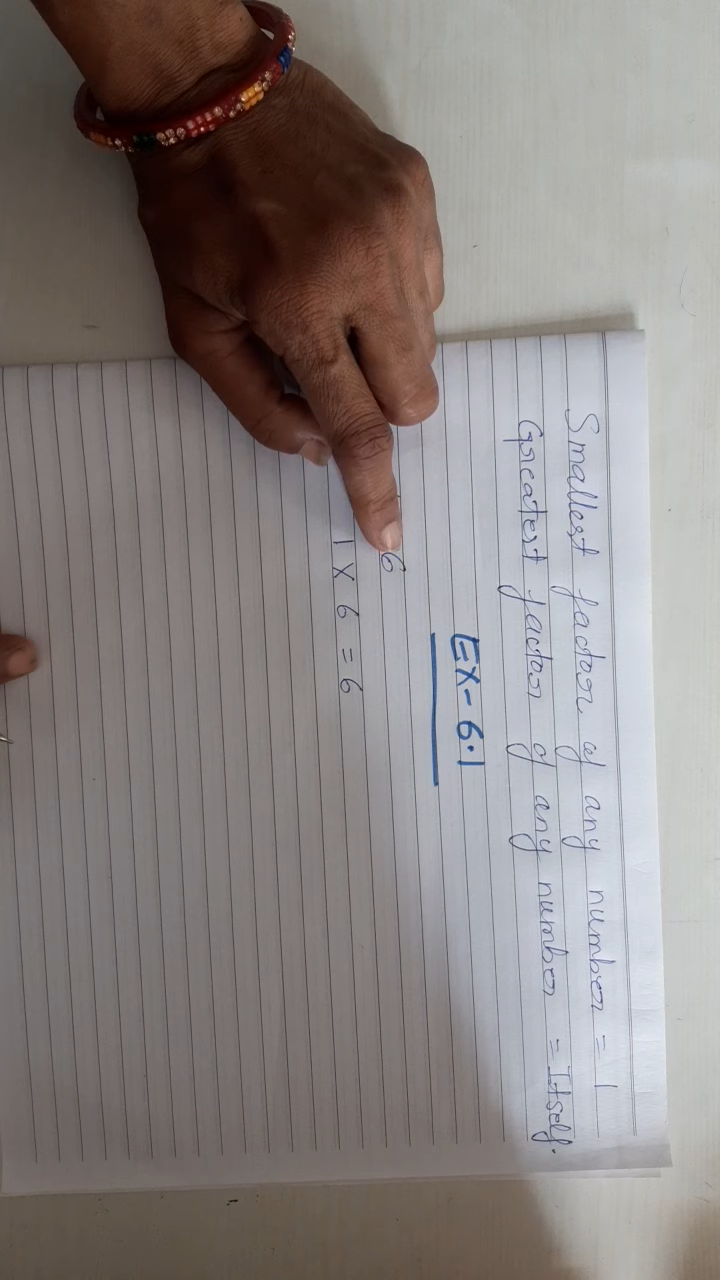 Smallest factor of any number = 1
Greatest factor of any number = Itself.
EX- 6.1
6
1 X 6 = 6